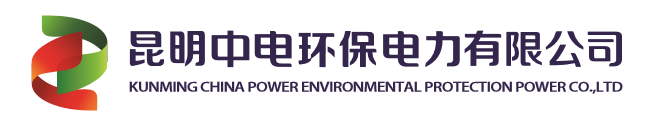 昆明中电环保电力有限公司
KUNMING CHINA POWER ENVIRONMENTAL PROTECTION POWER CO.,LTD